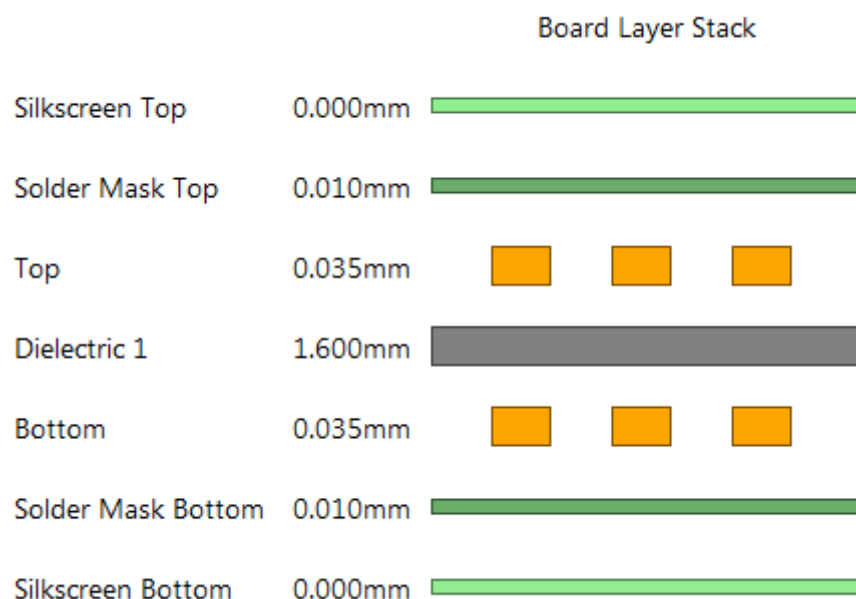 Board Layer Stack
Silkscreen Top 0.000mm
Solder Mask Top 0.010mm
Top 0.035mm
Dielectric 1 1.600mm
Bottom 0.035mm
Solder Mask Bottom 0.010mm
Silkscreen Bottom 0.000mm